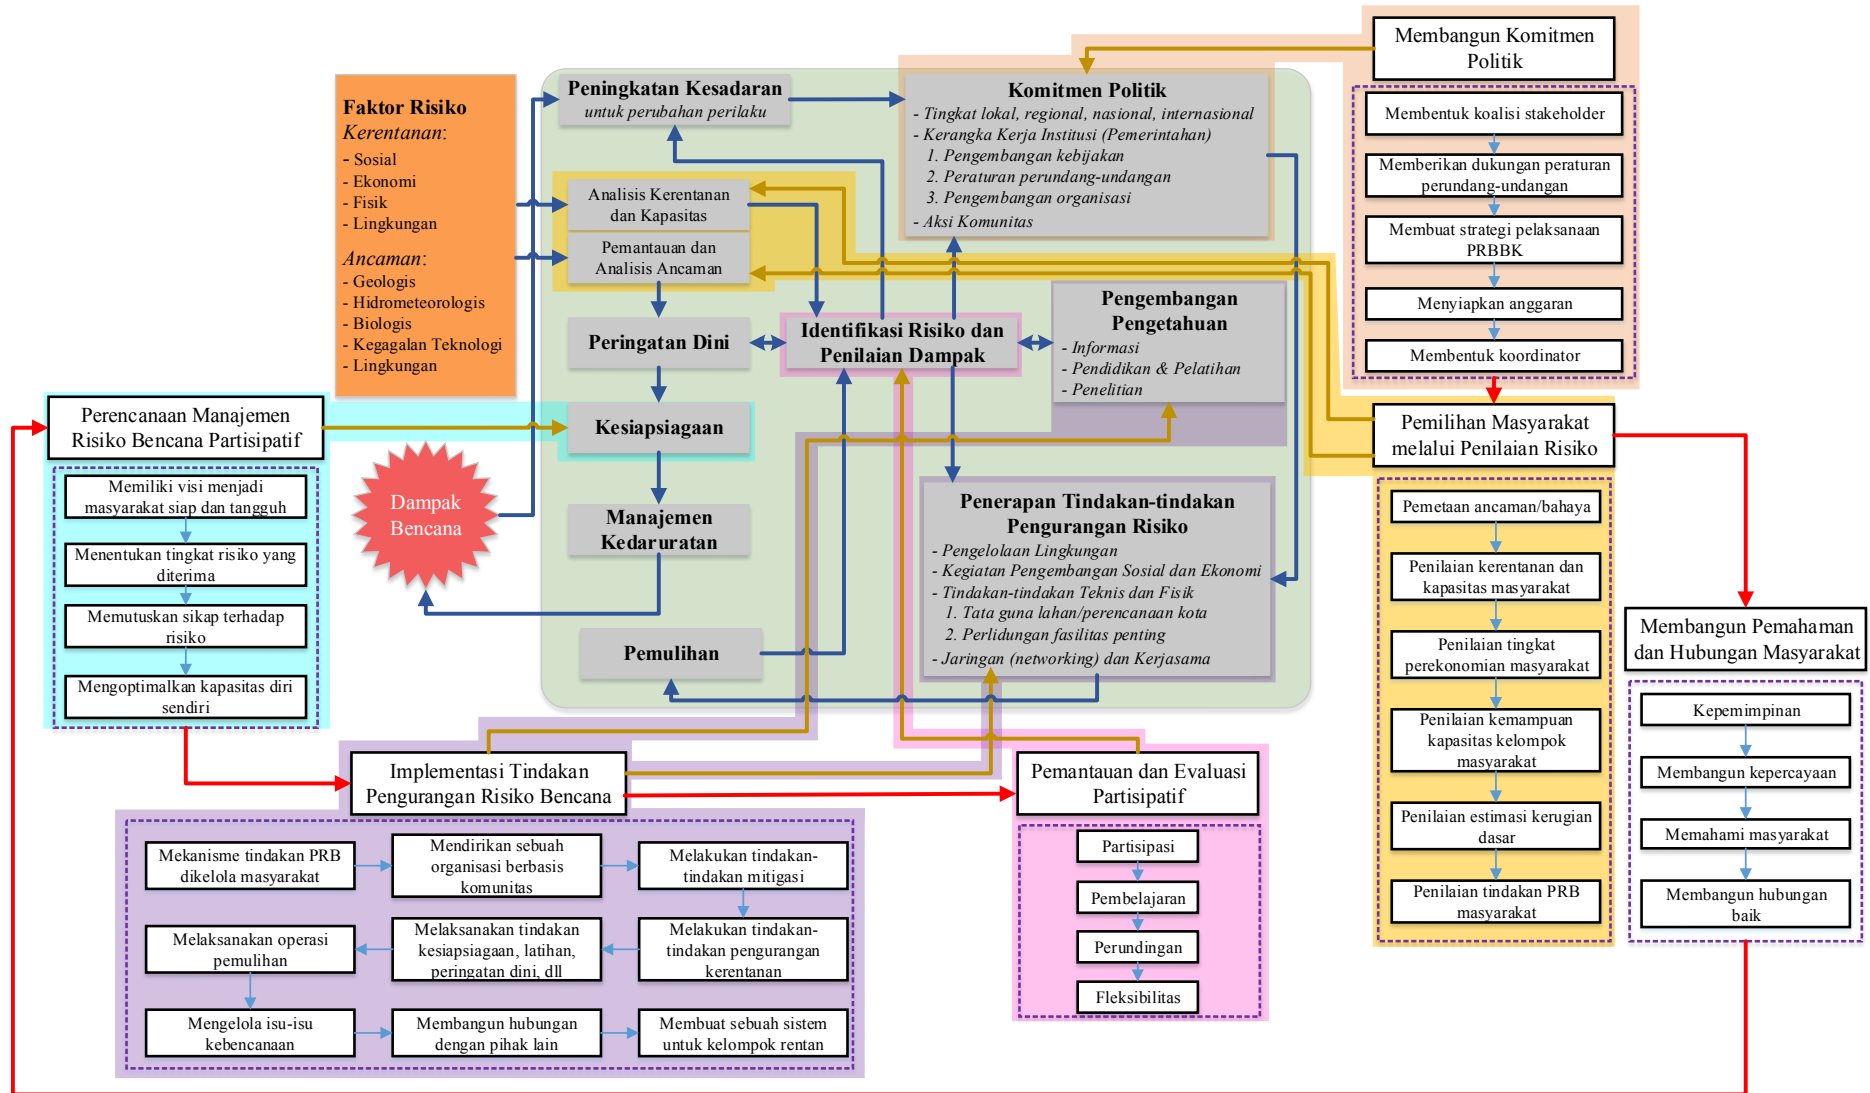 Membangun Komitmen
Politik
Membentuk koalisi stakeholder
Memberikan dukungan peraturan
perundang-undangan
Membuat strategi pelaksanaan
PRBBK
Menyiapkan anggaran
Membentuk koordinator
Faktor Risiko
Kerentanan:
- Sosial
- Ekonomi
- Fisik
- Lingkungan
Ancaman:
- Geologis
- Hidrometeorologis
- Biologis
- Kegagalan Teknologi
- Lingkungan
Peningkatan Kesadaran
untuk perubahan perilaku
Komitmen Politik
- Tingkat lokal, regional, nasional, internasional
- Kerangka Kerja Institusi (Pemerintahan)
1. Pengembangan kebijakan
2. Peraturan perundang-undangan
3. Pengembangan organisasi
- Aksi Komunitas
Analisis Kerentanan
dan Kapasitas
Pemantauan dan
Analisis Ancaman
Peringatan Dini
Identifikasi Risiko dan
Penilaian Dampak
Pengembangan
Pengetahuan
- Informasi
- Pendidikan & Pelatihan
- Penelitian
Kesiapsiagaan
Manajemen
Kedaruratan
Pemulihan
Penerapan Tindakan-tindakan
Pengurangan Risiko
- Pengelolaan Lingkungan
- Kegiatan Pengembangan Sosial dan Ekonomi
- Tindakan-tindakan Teknis dan Fisik
1. Tata guna lahan/perencanaan kota
2. Perlidungan fasilitas penting
- Jaringan (networking) dan Kerjasama
Dampak
Bencana
Perencanaan Manajemen
Risiko Bencana Partisipatif
Memiliki visi menjadi
masyarakat siap dan tangguh
Menentukan tingkat risiko yang
diterima
Memutuskan sikap terhadap
risiko
Mengoptimalkan kapasitas diri
sendiri
Pemilihan Masyarakat
melalui Penilaian Risiko
Pemetaan ancaman/bahaya
Penilaian kerentanan dan
kapasitas masyarakat
Penilaian tingkat
perekonomian masyarakat
Penilaian kemampuan
kapasitas kelompok
masyarakat
Penilaian estimasi kerugian
dasar
Penilaian tindakan PRB
masyarakat
Membangun Pemahaman
dan Hubungan Masyarakat
Kepemimpinan
Membangun kepercayaan
Memahami masyarakat
Membangun hubungan
baik
Implementasi Tindakan
Pengurangan Risiko Bencana
Mekanisme tindakan PRB
dikelola masyarakat
Mendirikan sebuah
organisasi berbasis
komunitas
Melakukan tindakan-
tindakan mitigasi
Melaksanakan operasi
pemulihan
Melaksanakan tindakan
kesiapsiagaan, latihan,
peringatan dini, dll
Melakukan tindakan-
tindakan pengurangan
kerentanan
Mengelola isu-isu
kebencanaan
Membangun hubungan
dengan pihak lain
Membuat sebuah sistem
untuk kelompok rentan
Pemantauan dan Evaluasi
Partisipatif
Partisipasi
Pembelajaran
Perundingan
Fleksibilitas